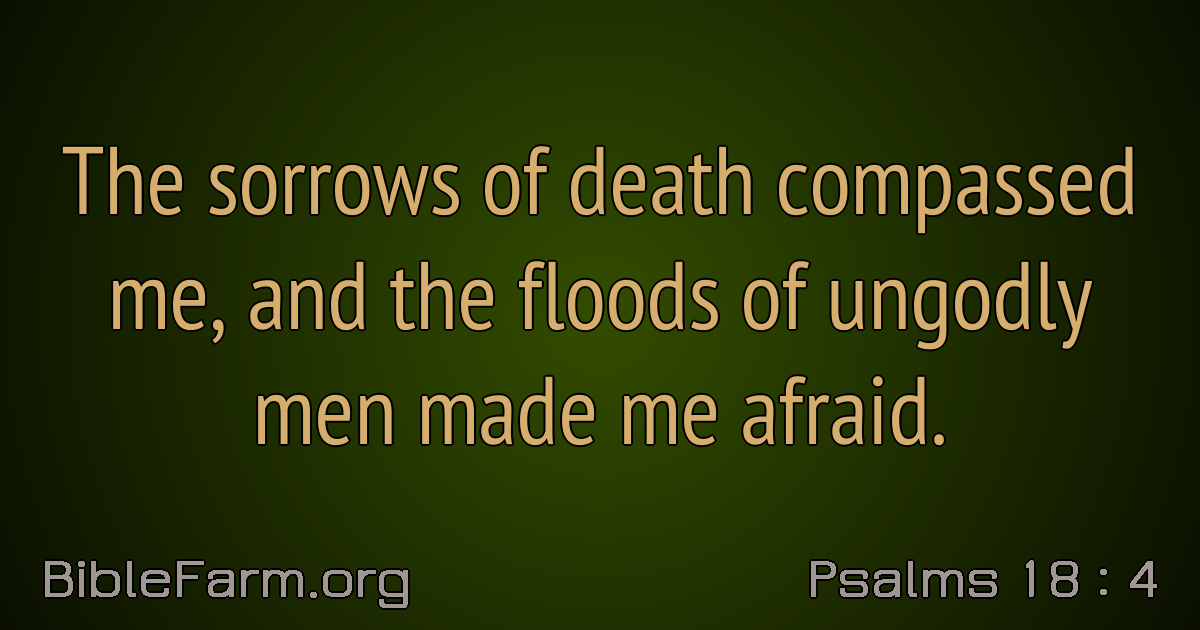 The sorrows of death compassed
me, and the floods of ungodly
men made me afraid.
BibleFarm.org
Psalms 18 : 4